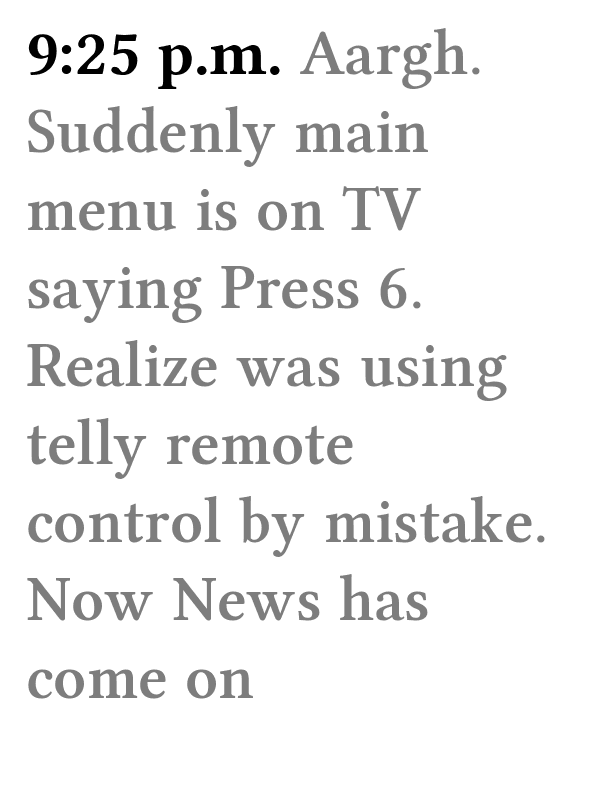 9:25 p.m. Aargh.
Suddenly main
menu is on TV
saying Press 6.
Realize was using
telly remote
control by mistake.
Now News has
come on